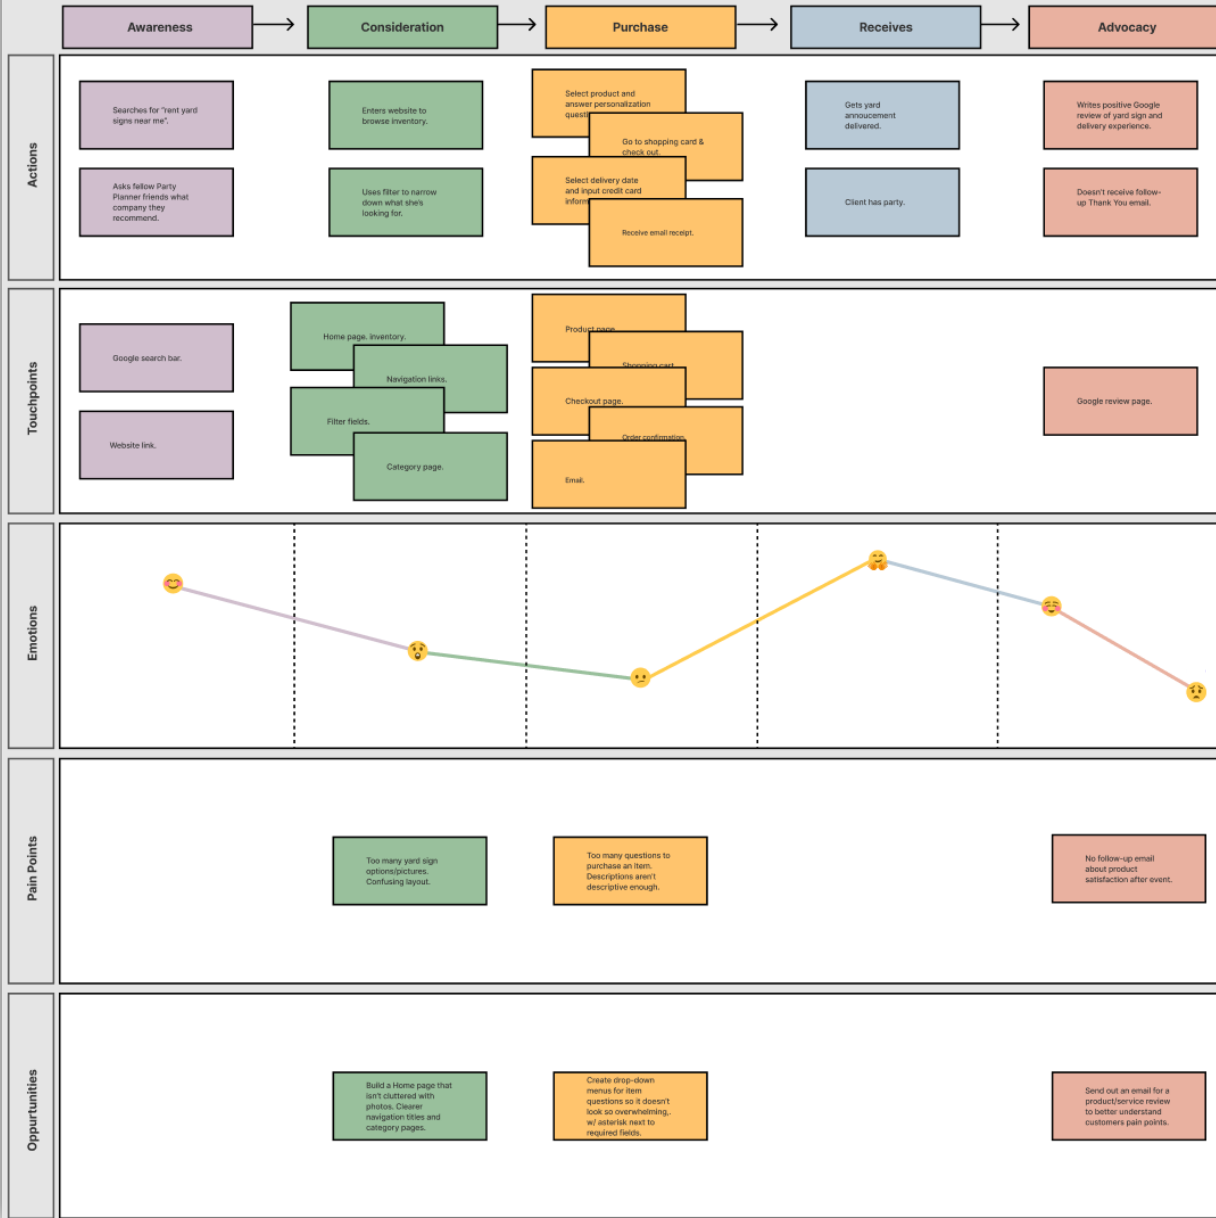 Awareness
Consideration
Purchase
Receives
Advocacy
Actions
Searches for "rent yard
signs near me".
Asks fellow Party
Planner friends what
company they
recommend.
Enters website to
browse inventory.
Uses filter to narrow
down what she's
looking for.
Select product and
answer personalization
Go to shopping card &
check out.
Select delivery date
and input credit card
Receive email receipt.
Gets yard
annoucement
delivered.
Client has party.
Writes positive Google
review of yard sign and
delivery experience.
Doesn't receive follow-
up Thank You email.
Touchpoints
Google search bar.
Website link.
Home page. Inventory.
Navigation links.
Filter fields.
Category page.
Product page.
Shopping cart.
Checkout page.
Order confirmation.
Email.
Google review page.
Emotions
Pain Points
Too many yard sign
options/pictures.
Confusing layout.
Too many questions to
purchase an item.
Descriptions aren't
descriptive enough.
No follow-up email
about product
satisfaction after event.
Oppurtunities
Build a Home page that
isn't cluttered with
photos. Clearer
navigation titles and
category pages.
Create drop-down
menus for item
questions so it doesn't
look so overwhelming,.
w/ asterisk next to
required fields.
Send out an email for a
product/service review
to better understand
customers pain points.